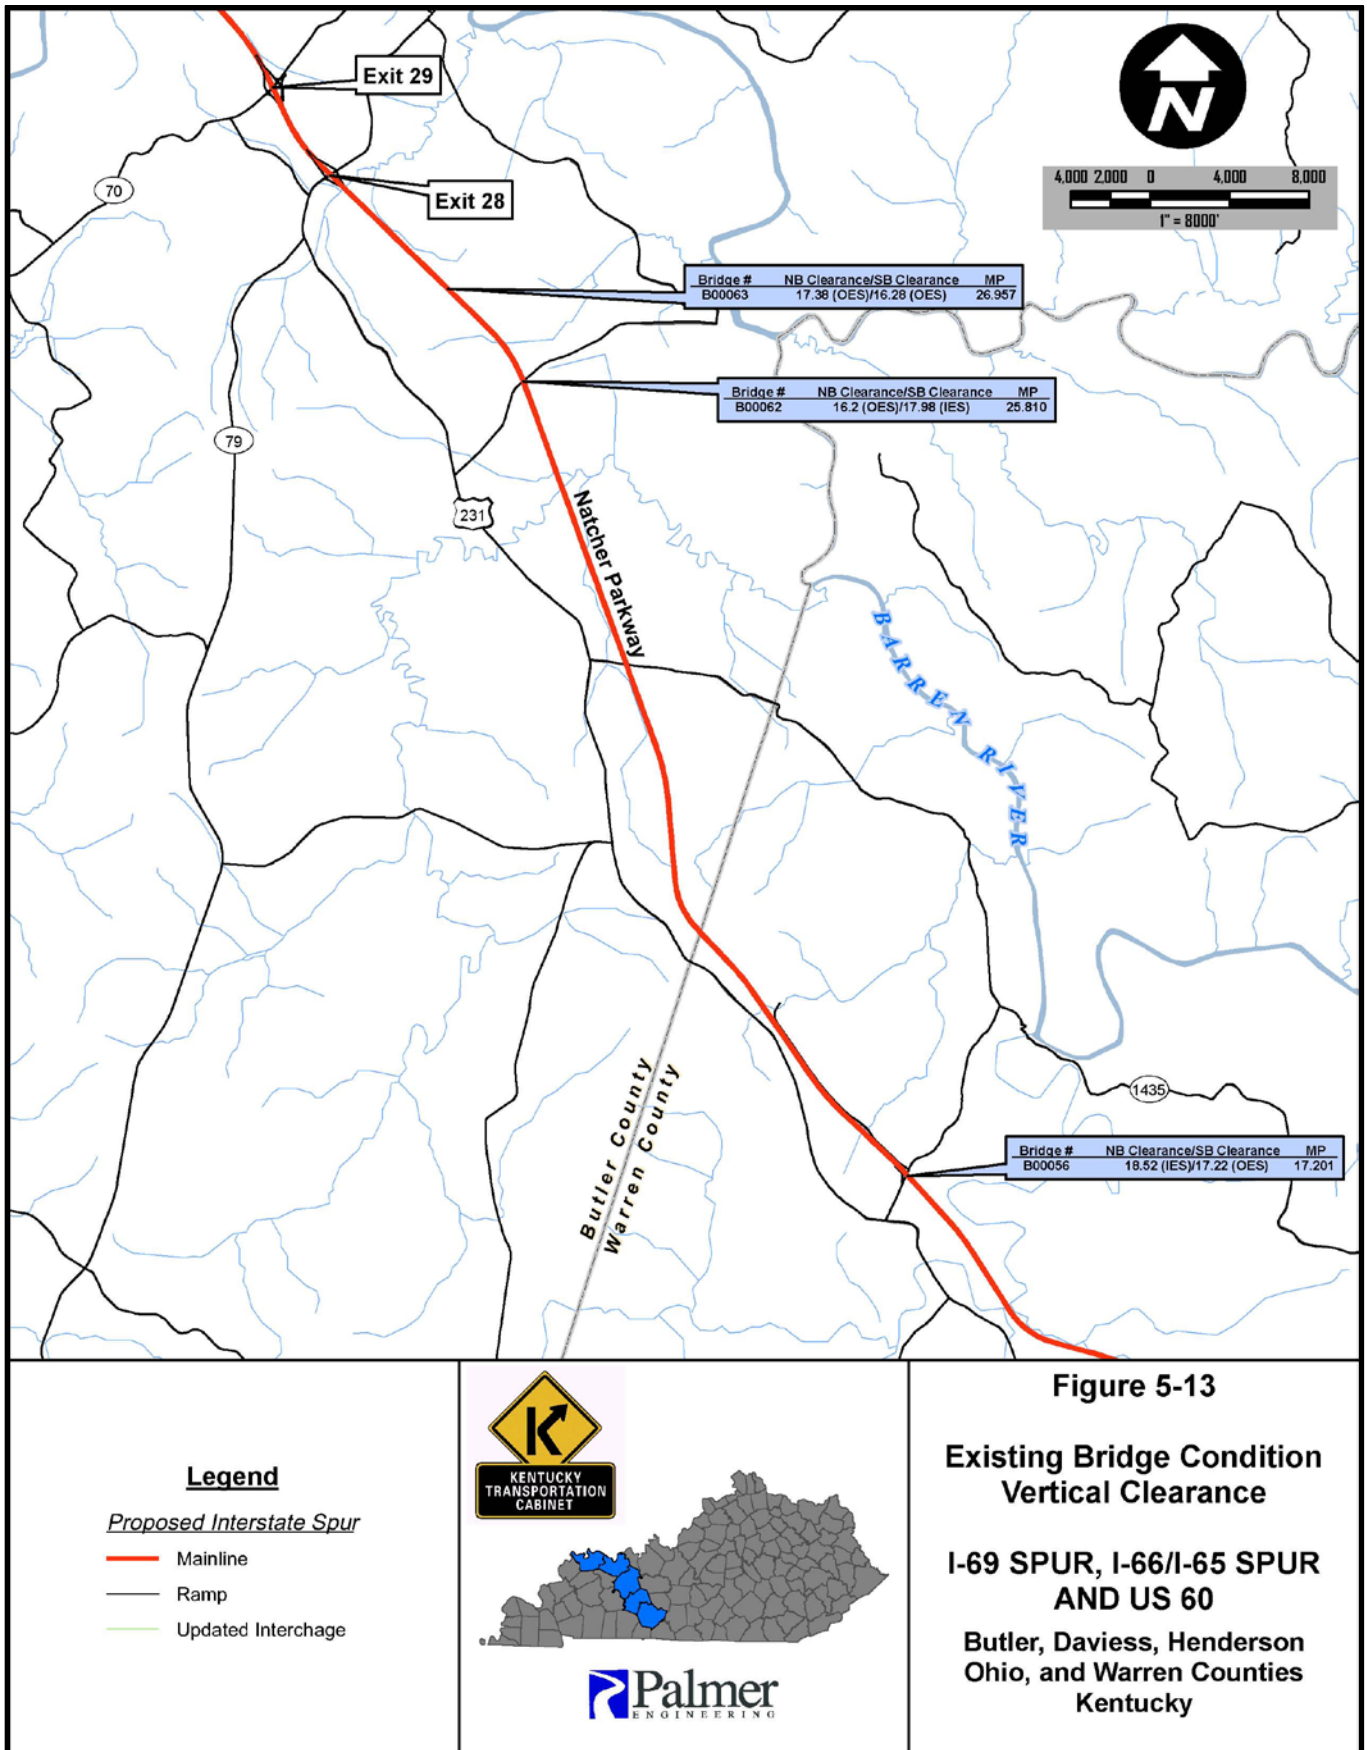 Exit 29
N
4,000 2,000 0 4,000 8,000
1" = 8000'
70
Exit 28
Bridge # NB Clearance/SB Clearance MP
B00063 17.38 (OES)/16.28 (OES) 26.957
Bridge # NB Clearance/SB Clearance MP
B00062 16.2 (OES)/17.98 (IES) 25.810
79
231
Natcher Parkway
BARREN RIVER
1435
Butler County
Warren County
Bridge # NB Clearance/SB Clearance MP
B00056 18.52 (IES)/17.22 (OES) 17.201
Legend
Proposed Interstate Spur
Mainline
Ramp
Updated Interchage
K
KENTUCKY
TRANSPORTATION
CABINET
Palmer
ENGINEERING
Figure 5-13
Existing Bridge Condition
Vertical Clearance
I-69 SPUR, I-66/I-65 SPUR
AND US 60
Butler, Daviess, Henderson
Ohio, and Warren Counties
Kentucky